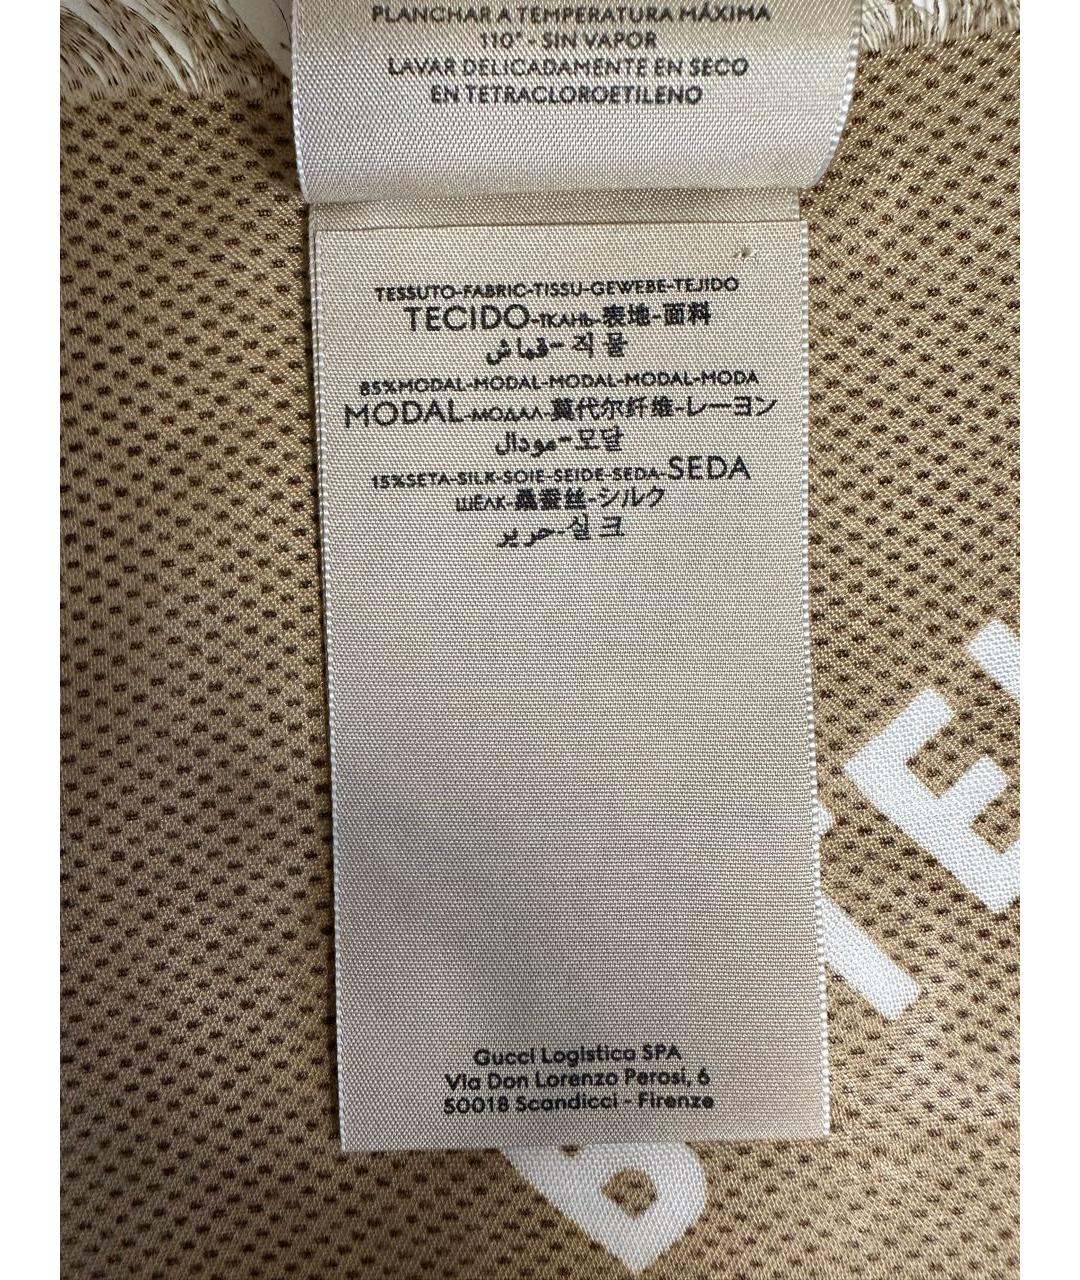 PLANCHAR A TEMPERATURA MÁXIMA
110° - SIN VAPOR
LAVAR DELICADAMENTE EN SECO
EN TETRACLOROETILENO
TESSUTO-FABRIC-TISSU-GEWEBE-TEJIDO
TECIDO-ТКАНЬ-表地-面料
قماش-직물
85%MODAL-MODAL-MODAL-MODAL-MODA
MODAL-МОДАЛ-莫代尔纤维-レーヨン
مودال-모달
15%SETA-SILK-SOIE-SEIDE-SEDA-SEDA
ШЕЛК-桑蚕丝-シルク
حرير-실크
Gucci Logistica SPA
Via Don Lorenzo Perosi, 6
50018 Scandicci - Firenze